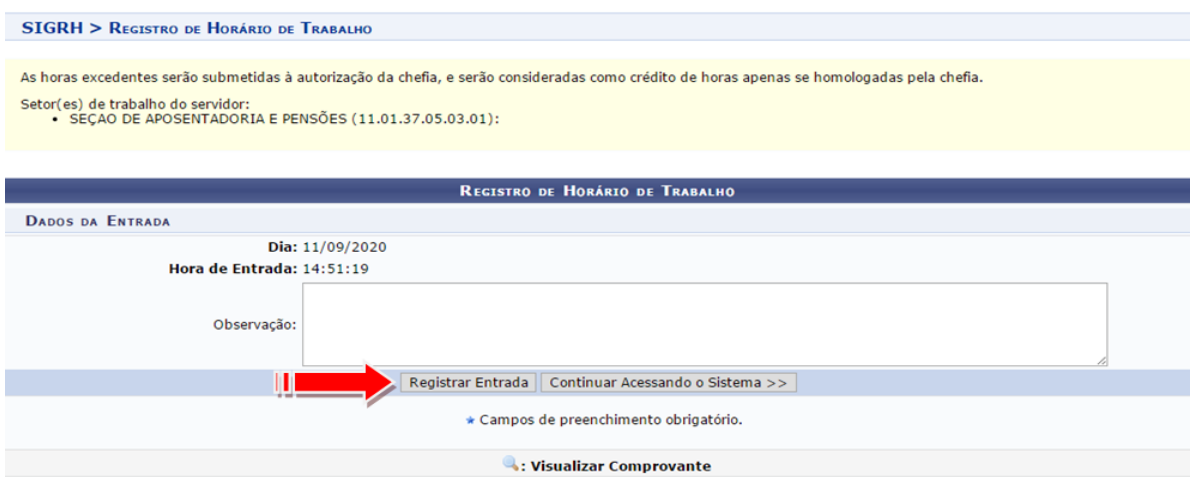 SIGRH > Registro de Horário de Trabalho
As horas excedentes serão submetidas à autorização da chefia, e serão consideradas como crédito de horas apenas se homologadas pela chefia.
Setor(es) de trabalho do servidor:
• SEÇAO DE APOSENTADORIA E PENSÕES (11.01.37.05.03.01):
Registro de Horário de Trabalho
Dados da Entrada
Dia: 11/09/2020
Hora de Entrada: 14:51:19
Observação:
Registrar Entrada Continuar Acessando o Sistema >>
★ Campos de preenchimento obrigatório.
: Visualizar Comprovante